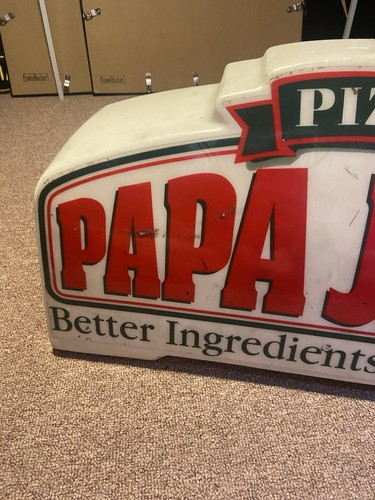 PIZ
PAPA J
Better Ingredients